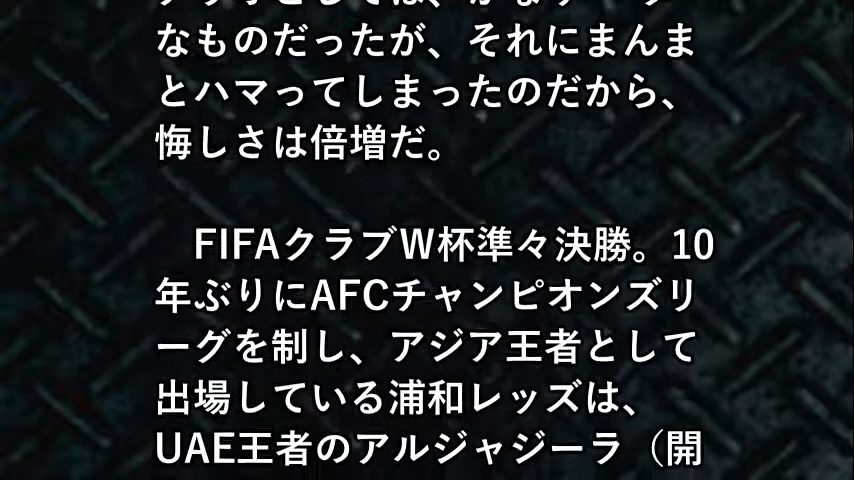 なものだったが、それにまんま
とハマってしまったのだから、
悔しさは倍増だ。
FIFAクラブW杯準々決勝。10
年ぶりにAFCチャンピオンズリ
ーグを制し、アジア王者として
出場している浦和レッズは、
UAE王者のアルジャジーラ（開